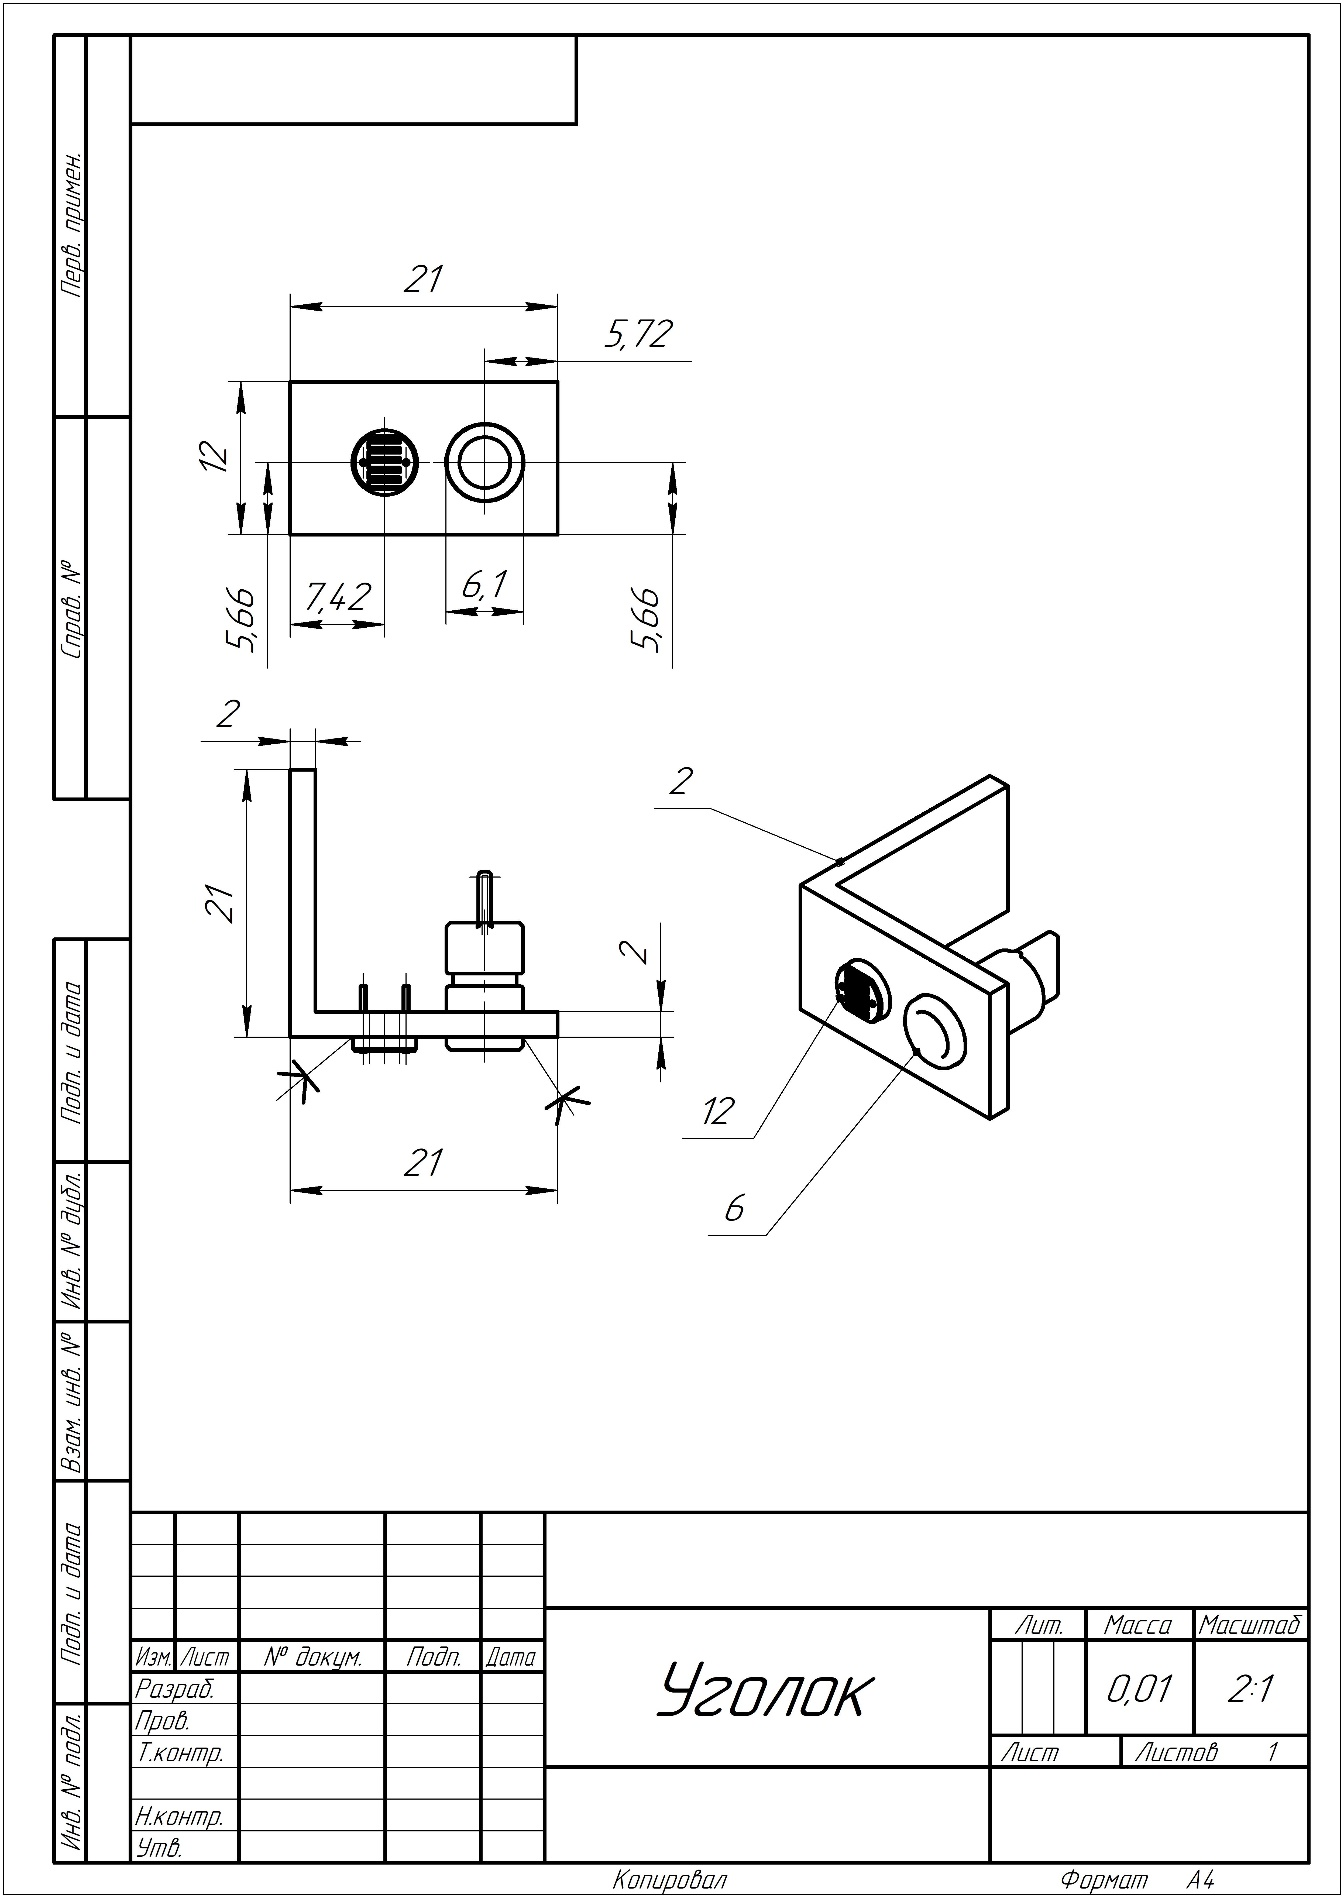 Перв. примен.
Справ. №
Подп. и дата
Инв. № дубл.
Взам. инв. №
Подп. и дата
Инв. № подл.
21
5,72
12
5,66
7,42
6,1
5,66
2
21
2
21
2
12
6
Изм. Лист № докум. Подп. Дата
Разраб.
Пров.
Т.контр.
Н.контр.
Утв.
Уголок
Лит. Масса Масштаб
0,01 2:1
Лист Листов 1
Копировал Формат А4